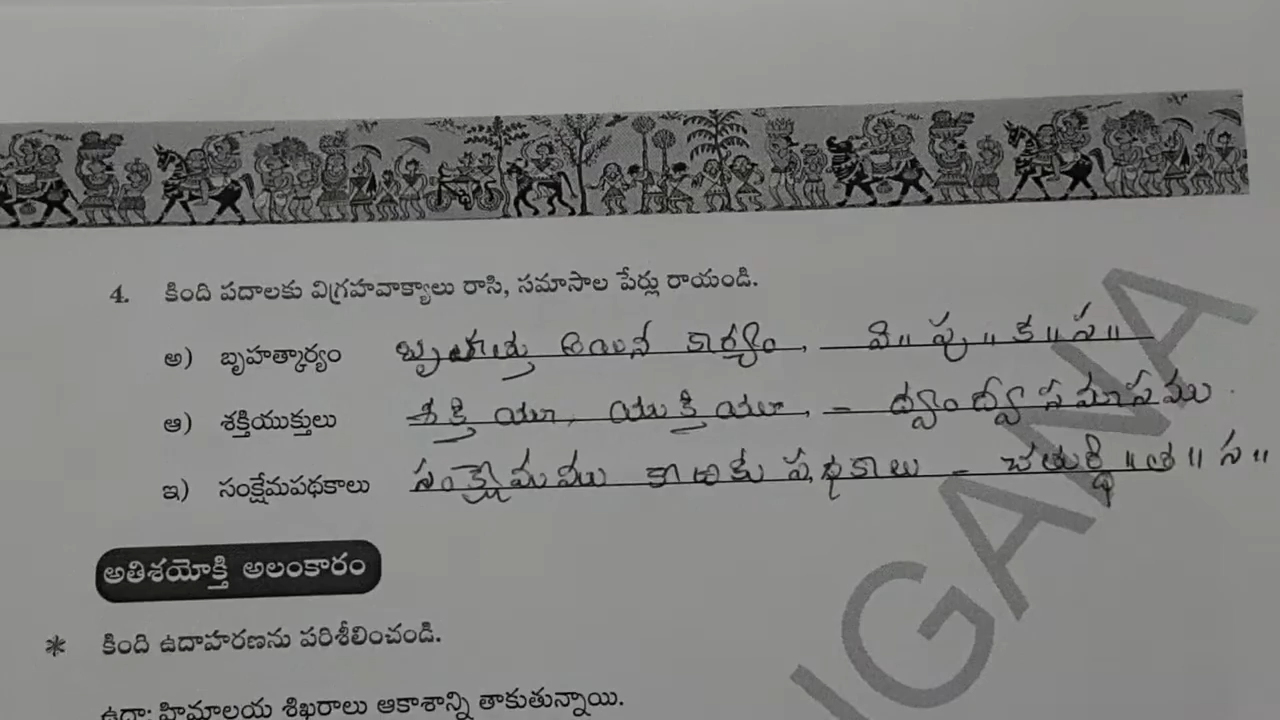 4. కింది పదాలకు విగ్రహవాక్యాలు రాసి, సమాసాల పేర్లు రాయండి.
అ) బృహత్కార్యం బృహత్తు అయిన కార్యం, వి॥ పు॥ క॥ స॥
ఆ) శక్తియుక్తులు శక్తియూ, యుక్తియూ, - ద్వంద్వ సమాసము
ఇ) సంక్షేమపథకాలు సంక్షేమము కొఱకు పథకాలు - చతుర్థి ॥త॥ స॥
అతిశయోక్తి అలంకారం
* కింది ఉదాహరణను పరిశీలించండి.
ఉదా: హిమాలయ శిఖరాలు ఆకాశాన్ని తాకుతున్నాయి.